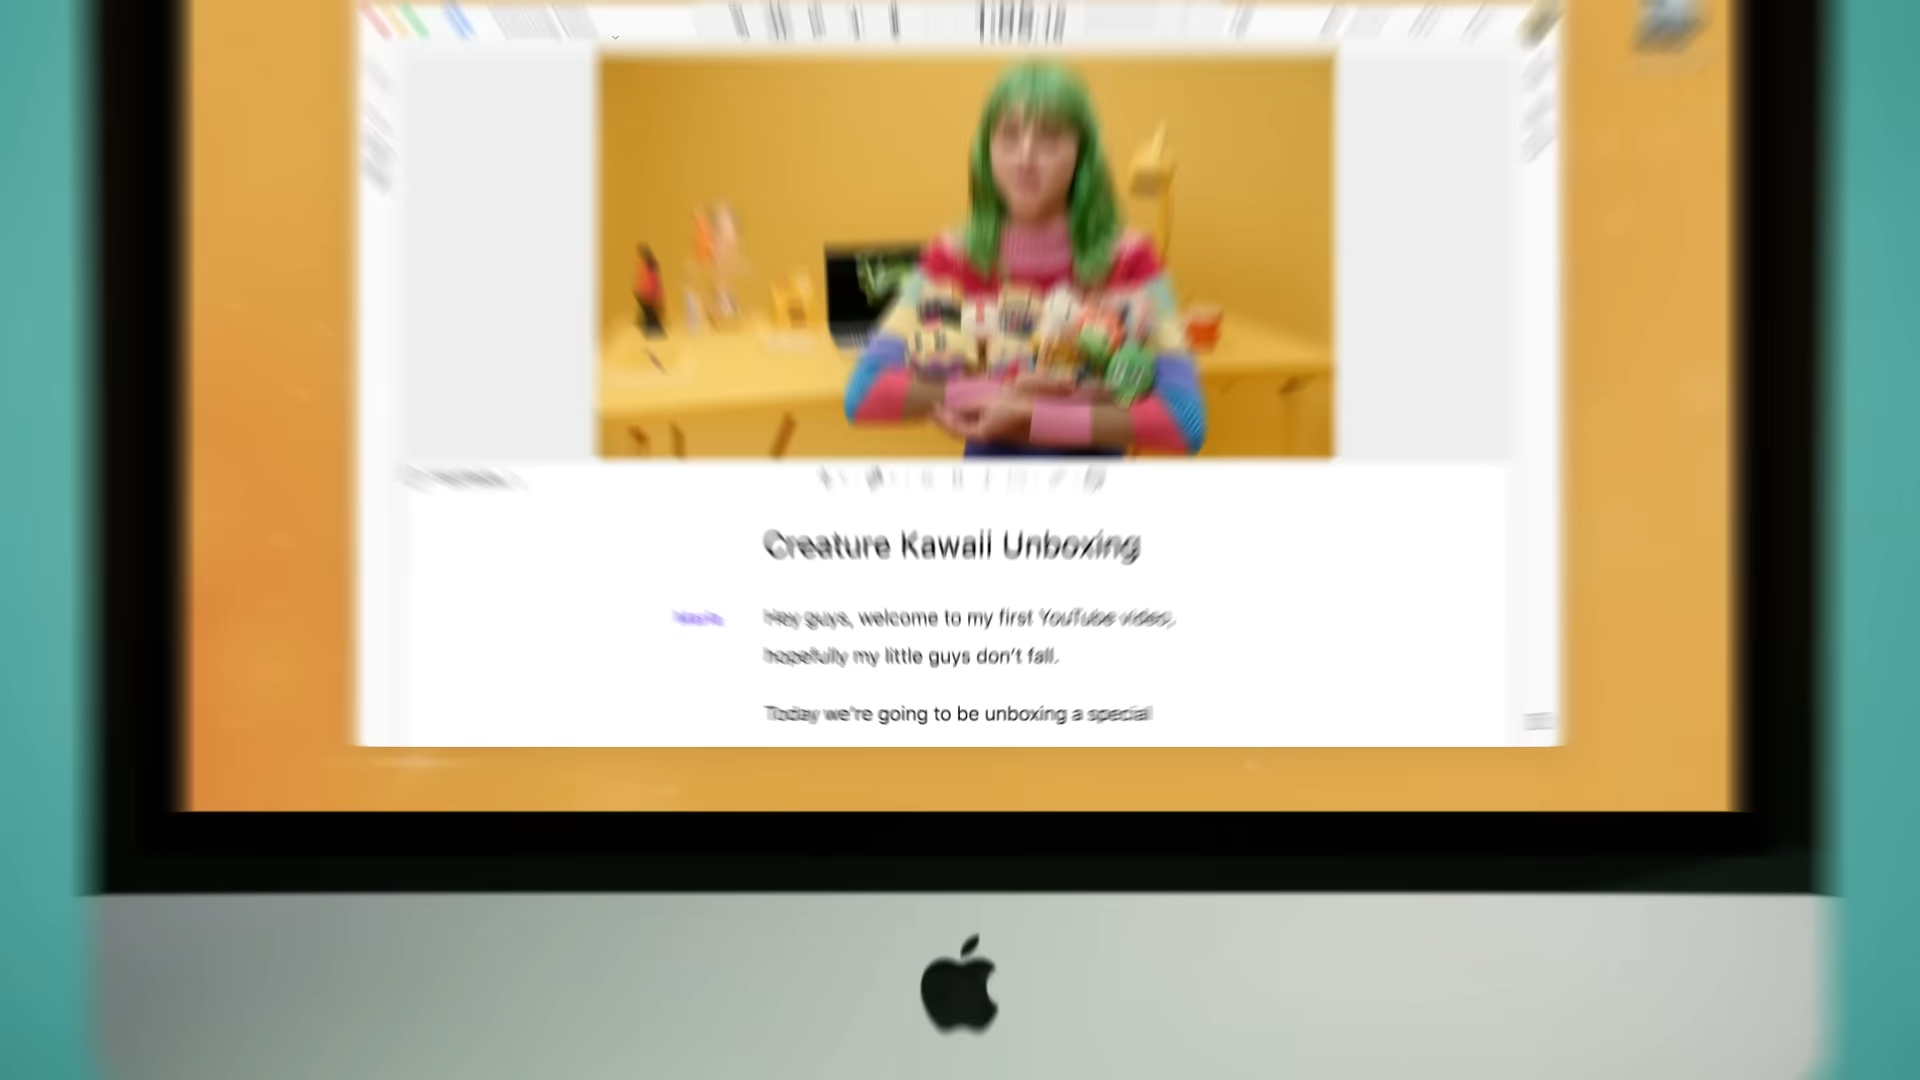 Creature Kawaii Unboxing
Hey guys, welcome to my first YouTube video,
hopefully my little guys don't fall.
Today we're going to be unboxing a special